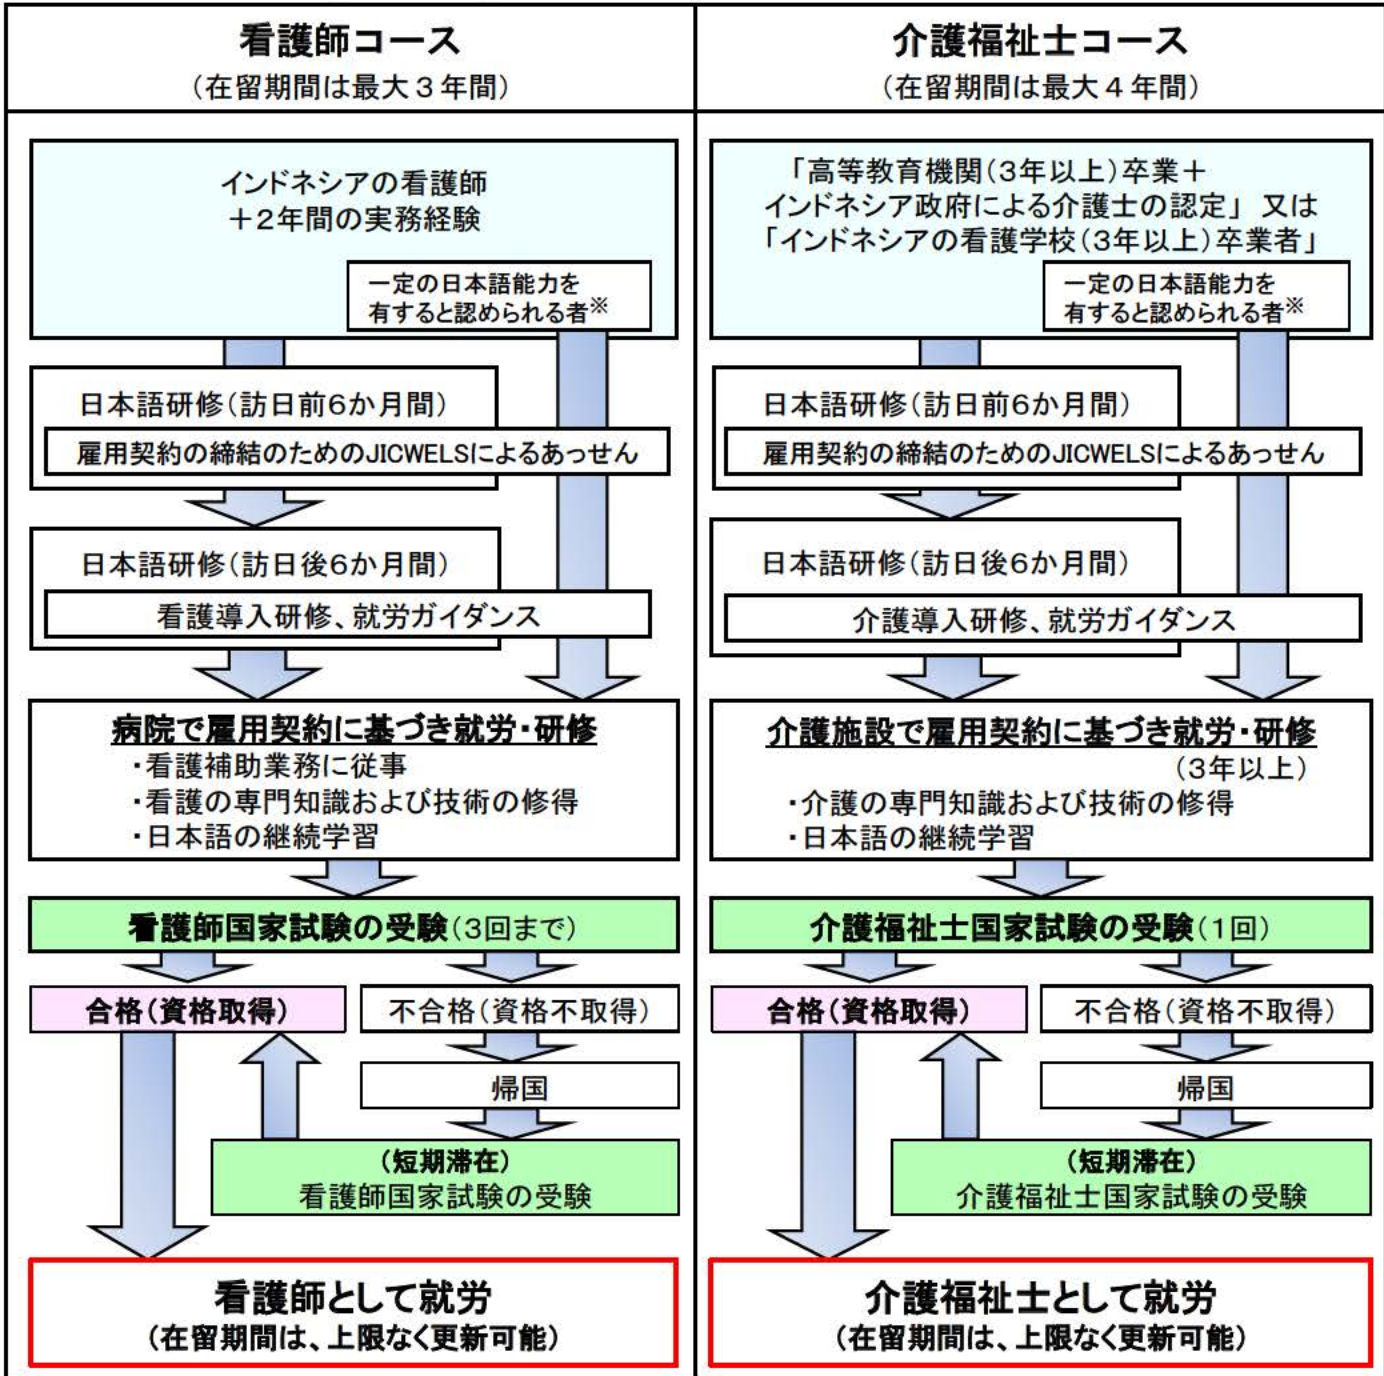 看護師コース
(在留期間は最大3年間)
インドネシアの看護師
+2年間の実務経験
一定の日本語能力を
有すると認められる者※
日本語研修(訪日前6か月間)
雇用契約の締結のためのJICWELSによるあっせん
日本語研修(訪日後6か月間)
看護導入研修、就労ガイダンス
病院で雇用契約に基づき就労・研修
・看護補助業務に従事
・看護の専門知識および技術の修得
・日本語の継続学習
看護師国家試験の受験(3回まで)
合格(資格取得)
不合格(資格不取得)
帰国
(短期滞在)
看護師国家試験の受験
看護師として就労
(在留期間は、上限なく更新可能)
介護福祉士コース
(在留期間は最大4年間)
「高等教育機関(3年以上)卒業+
インドネシア政府による介護士の認定」 又は
「インドネシアの看護学校(3年以上)卒業者」
一定の日本語能力を
有すると認められる者※
日本語研修(訪日前6か月間)
雇用契約の締結のためのJICWELSによるあっせん
日本語研修(訪日後6か月間)
介護導入研修、就労ガイダンス
介護施設で雇用契約に基づき就労・研修
(3年以上)
・介護の専門知識および技術の修得
・日本語の継続学習
介護福祉士国家試験の受験(1回)
合格(資格取得)
不合格(資格不取得)
帰国
(短期滞在)
介護福祉士国家試験の受験
介護福祉士として就労
(在留期間は、上限なく更新可能)